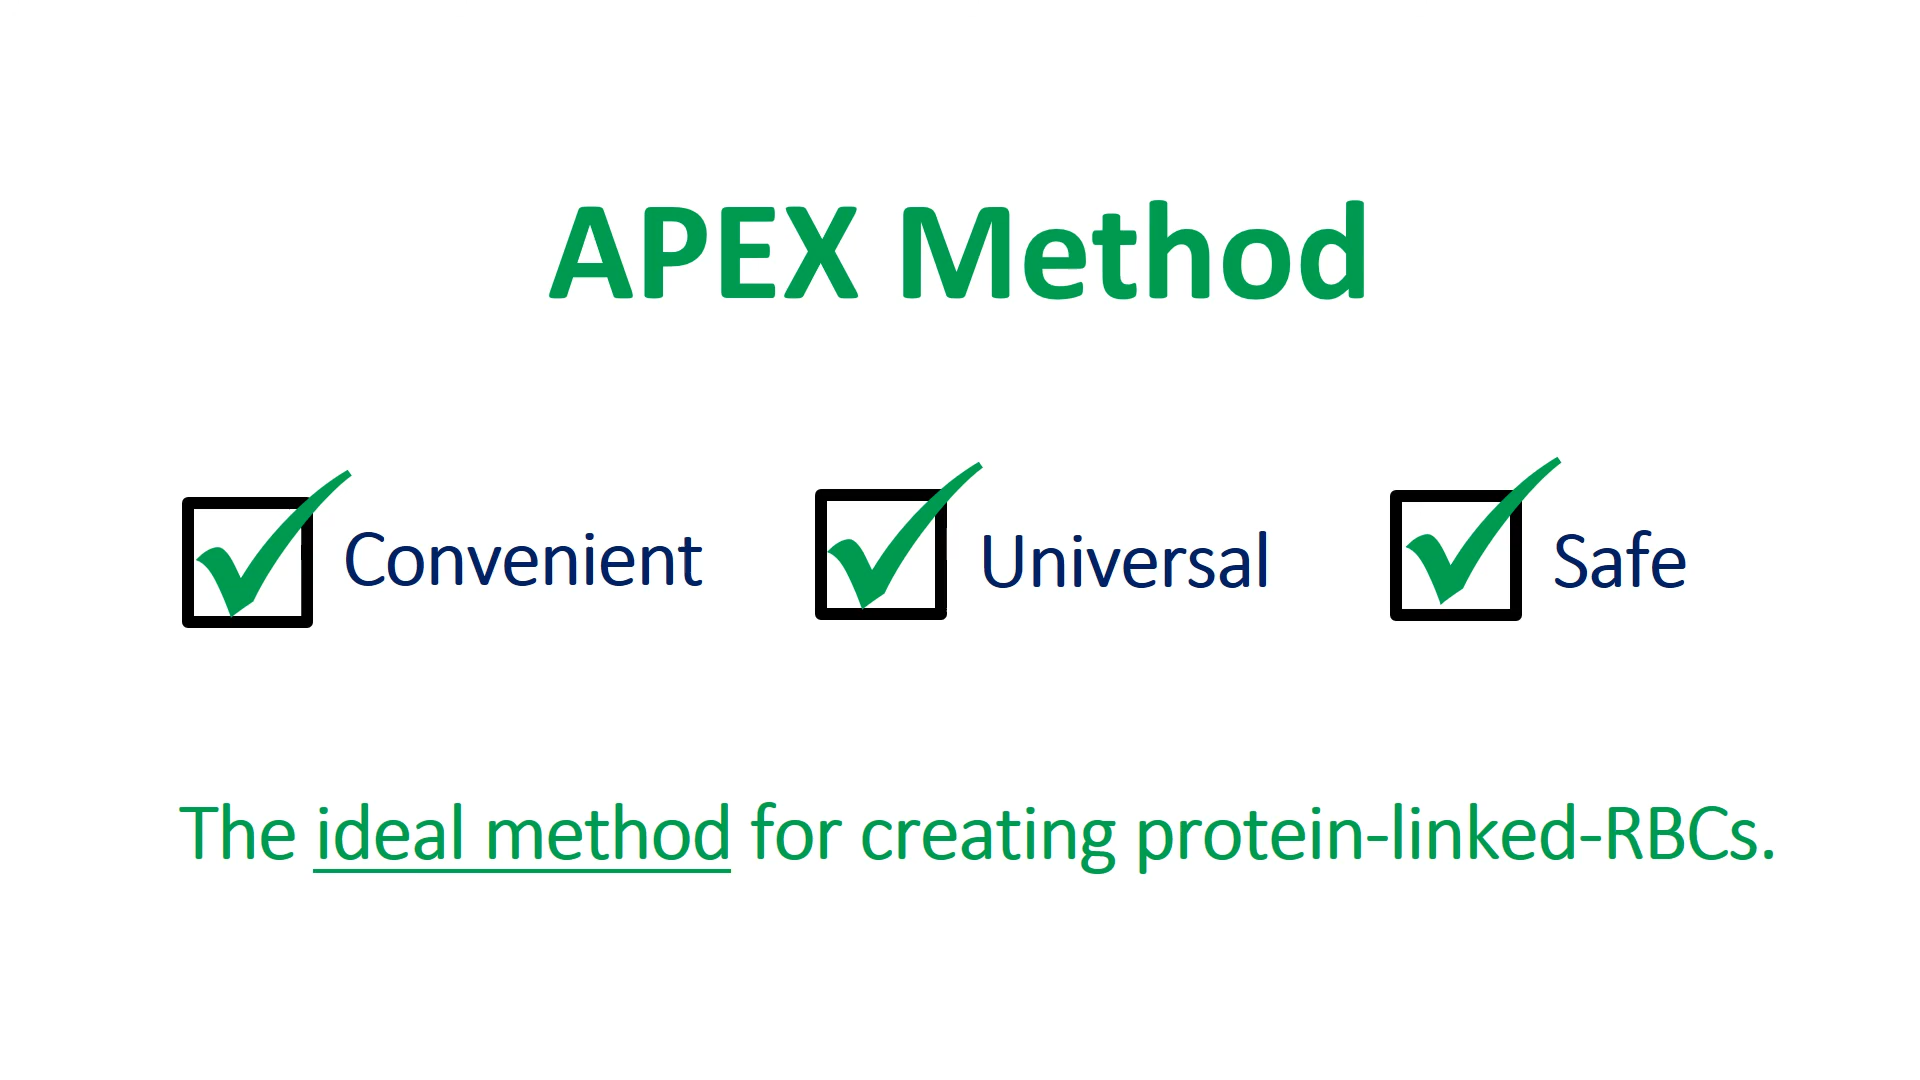 APEX Method
Convenient
Universal
Safe
The ideal method for creating protein-linked-RBCs.